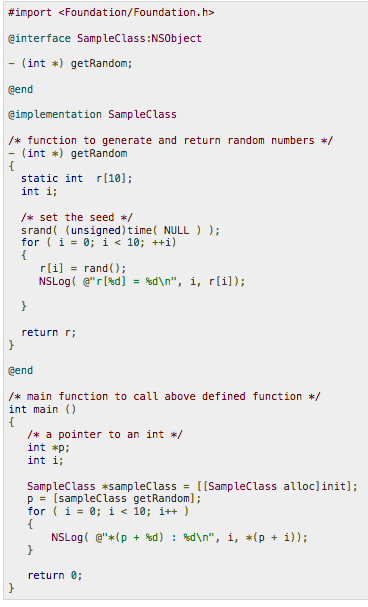 #import <Foundation/Foundation.h>
@interface SampleClass:NSObject
- (int *) getRandom;
@end
@implementation SampleClass
/* function to generate and return random numbers */
- (int *) getRandom
{
static int  r[10];
int i;
/* set the seed */
srand( (unsigned)time( NULL ) );
for ( i = 0; i < 10; ++i)
{
r[i] = rand();
NSLog( @"r[%d] = %d\n", i, r[i]);
}
return r;
}
@end
/* main function to call above defined function */
int main ()
{
/* a pointer to an int */
int *p;
int i;
SampleClass *sampleClass = [[SampleClass alloc]init];
p = [sampleClass getRandom];
for ( i = 0; i < 10; i++ )
{
NSLog( @"*(p + %d) : %d\n", i, *(p + i));
}
return 0;
}